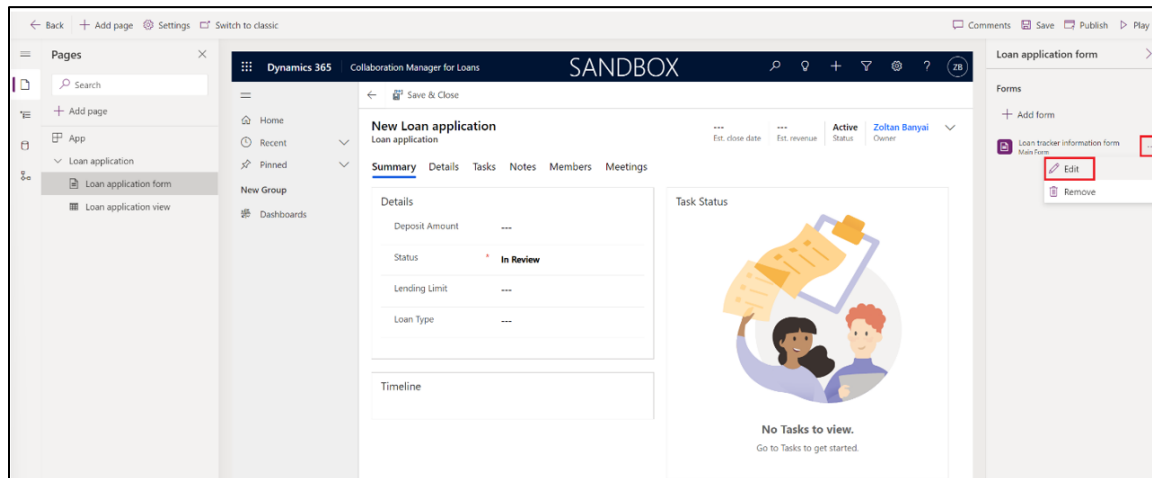 Back Add page Settings Switch to classic Comments Save Publish Play
Pages
Search
Add page
App
Loan application
Loan application form
Loan application view
Dynamics 365 Collaboration Manager for Loans SANDBOX ? ZB
Save & Close
Home
Recent
Pinned
New Group
Dashboards
New Loan application
Loan application
--- --- Active Zoltan Banyai
Est. close date Est. revenue Status Owner
Summary Details Tasks Notes Members Meetings
Details
Deposit Amount ---
Status * In Review
Lending Limit ---
Loan Type ---
Timeline
Task Status
No Tasks to view.
Go to Tasks to get started.
Loan application form
Forms
Add form
Loan tracker information form
Main Form
Edit
Remove